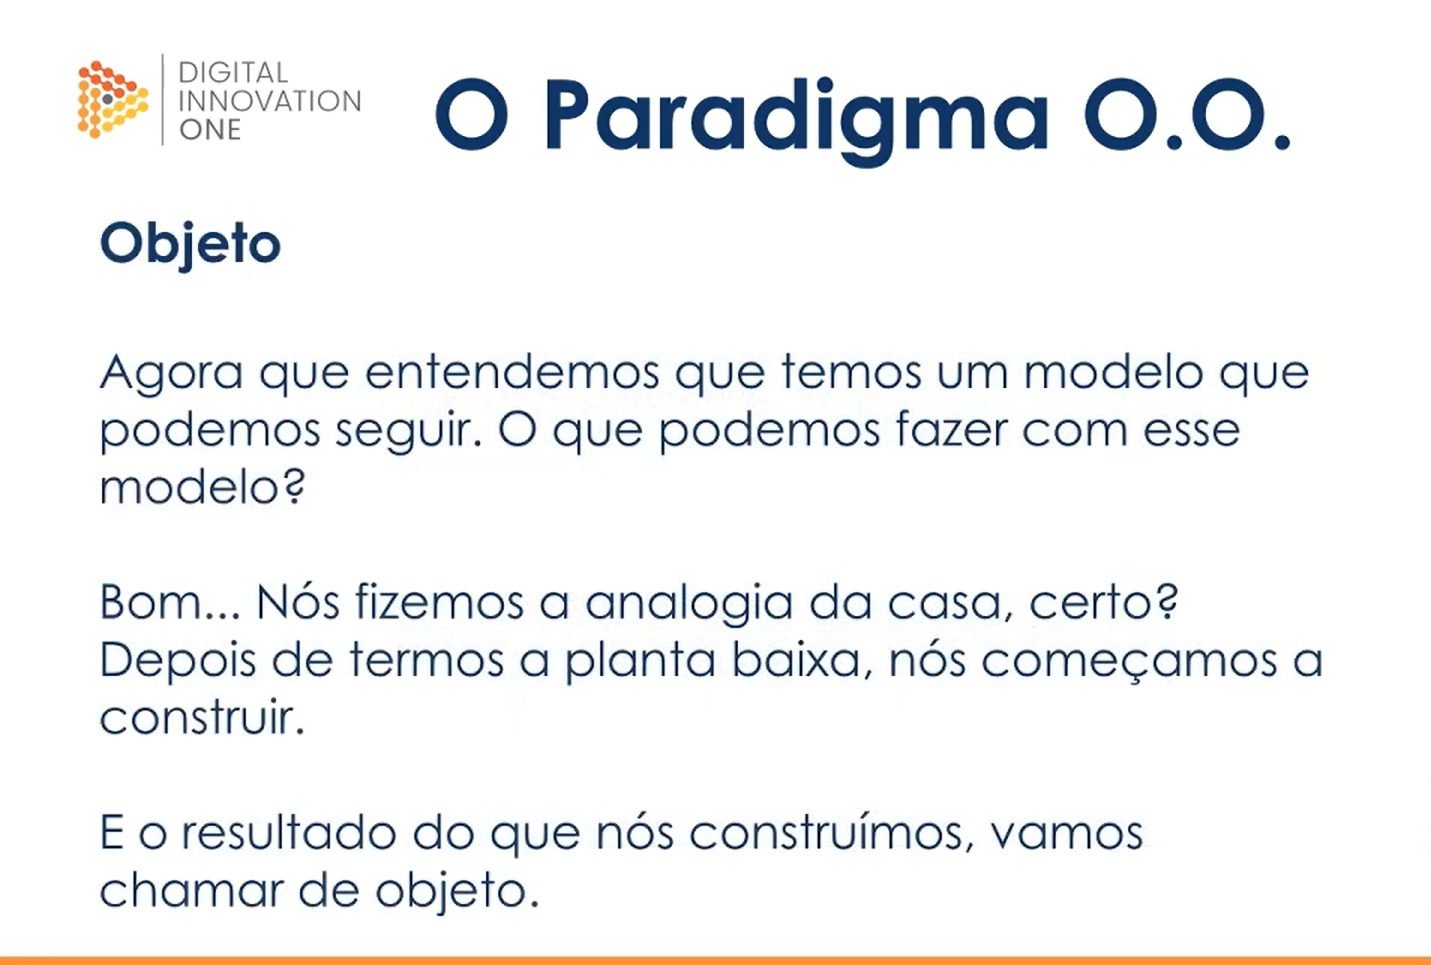 DIGITAL
INNOVATION
ONE
O Paradigma O.O.
Objeto
Agora que entendemos que temos um modelo que
podemos seguir. O que podemos fazer com esse
modelo?
Bom... Nós fizemos a analogia da casa, certo?
Depois de termos a planta baixa, nós começamos a
construir.
E o resultado do que nós construímos, vamos
chamar de objeto.